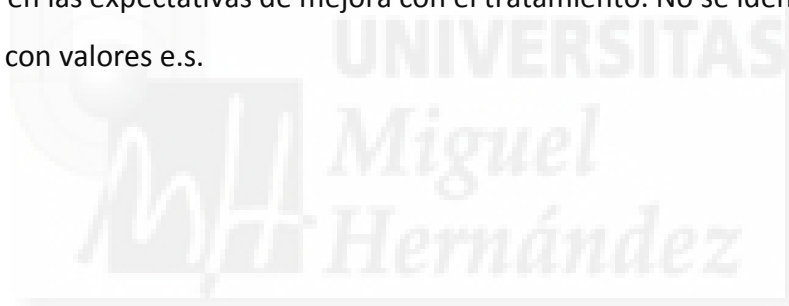 en las expectativas de mejora con el tratamiento. No se iden
con valores e.s.
UNIVERSITAS
Miguel
Hernández